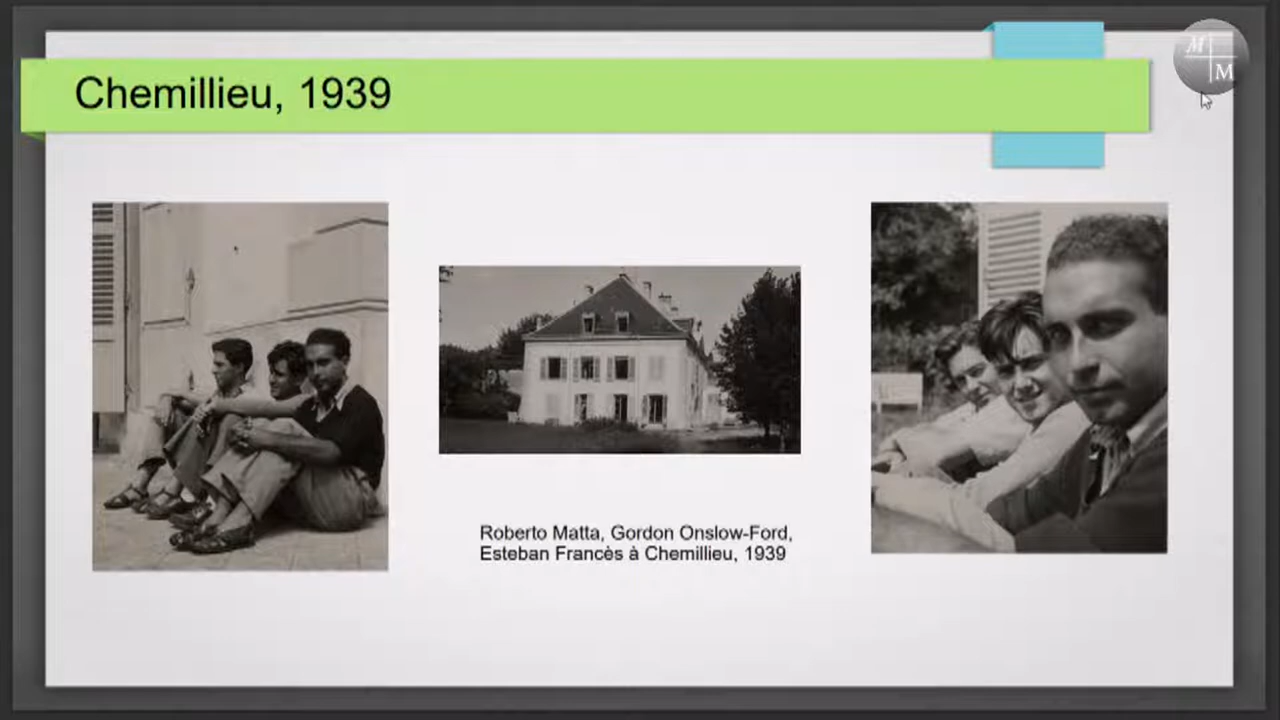 Chemillieu, 1939
M
M
Roberto Matta, Gordon Onslow-Ford,
Esteban Francès à Chemillieu, 1939